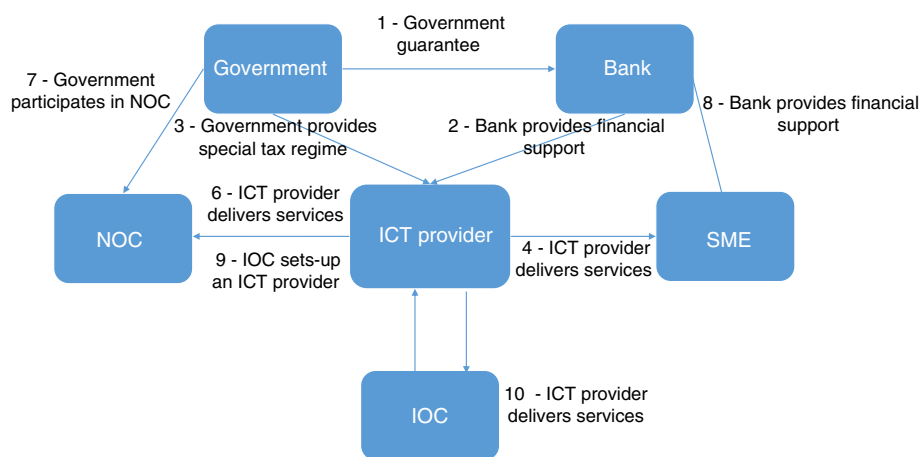 1 - Government
guarantee
Government
Bank
7 - Government
participates in NOC
8 - Bank provides financial
support
3 - Government provides
special tax regime
2 - Bank provides financial
support
6 - ICT provider
delivers services
NOC
ICT provider
SME
9 - IOC sets-up
an ICT provider
4 - ICT provider
delivers services
IOC
10 - ICT provider
delivers services